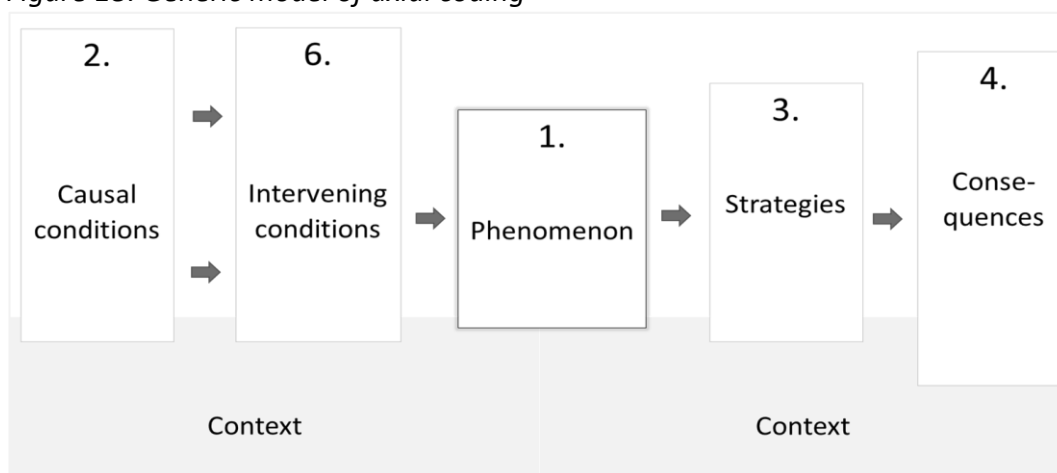 Figure 18: Generic model of axial coding
2.
Causal
conditions
6.
Intervening
conditions
1.
Phenomenon
3.
Strategies
4.
Conse-
quences
Context
Context